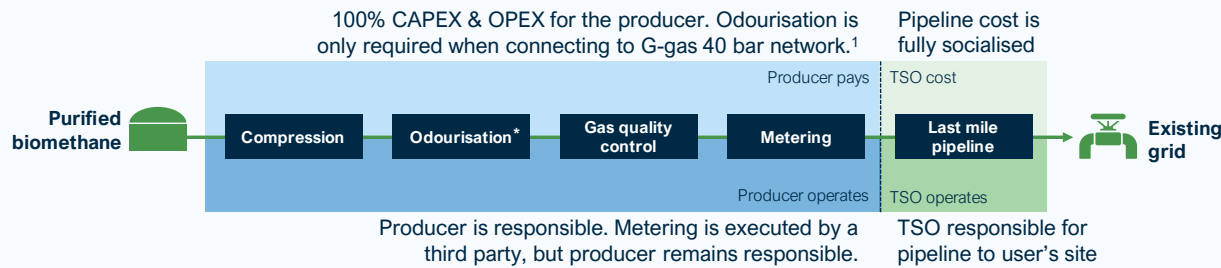 100% CAPEX & OPEX for the producer. Odourisation is
only required when connecting to G-gas 40 bar network.¹
Pipeline cost is
fully socialised
Producer pays
TSO cost
Purified
biomethane
Compression
Odourisation*
Gas quality
control
Metering
Last mile
pipeline
Existing
grid
Producer operates
TSO operates
Producer is responsible. Metering is executed by a
third party, but producer remains responsible.
TSO responsible for
pipeline to user's site